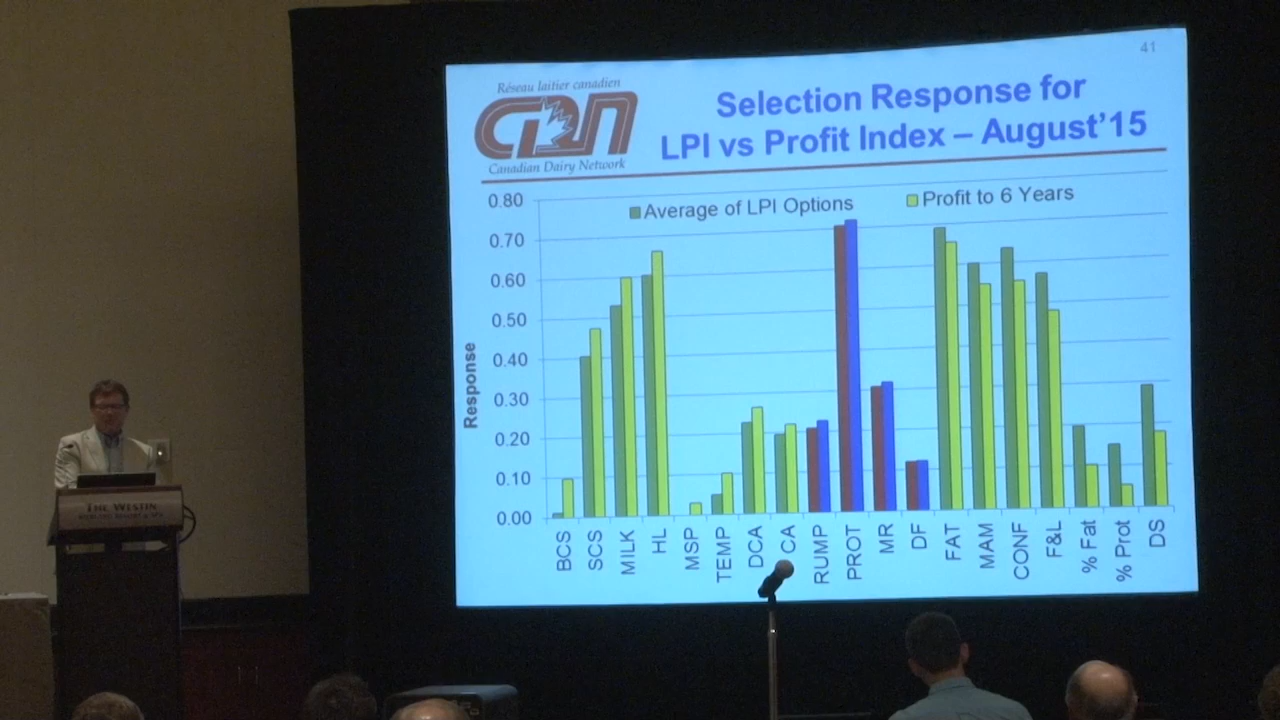 41
Réseau laitier canadien
CDN
Canadian Dairy Network
Selection Response for
LPI vs Profit Index – August'15
Average of LPI Options
Profit to 6 Years
0.80
0.70
0.60
0.50
0.40
0.30
0.20
0.10
0.00
Response
BCS
SCS
MILK
HL
MSP
TEMP
DCA
CA
RUMP
PROT
MR
DF
FAT
MAM
CONF
F&L
% Fat
% Prot
DS
THE WESTIN